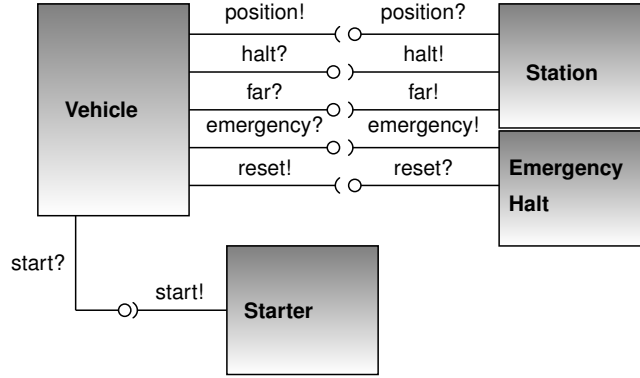 position! position?
halt? halt!
Station
far? far!
Vehicle
emergency? emergency!
reset! reset?
Emergency
Halt
start?
start!
Starter